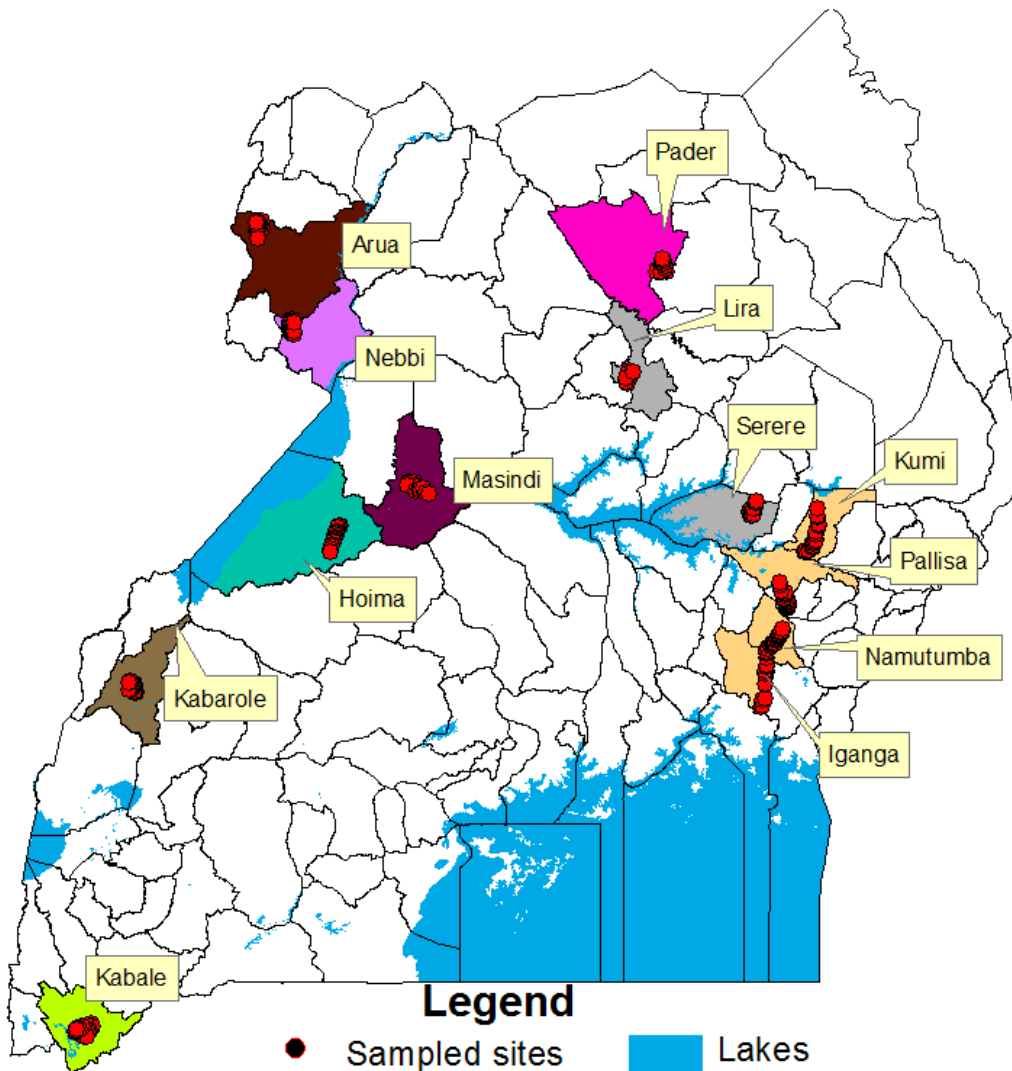 Pader
Arua
Lira
Nebbi
Serere
Kumi
Masindi
Pallisa
Hoima
Namutumba
Kabarole
Iganga
Kabale
Legend
Sampled sites
Lakes